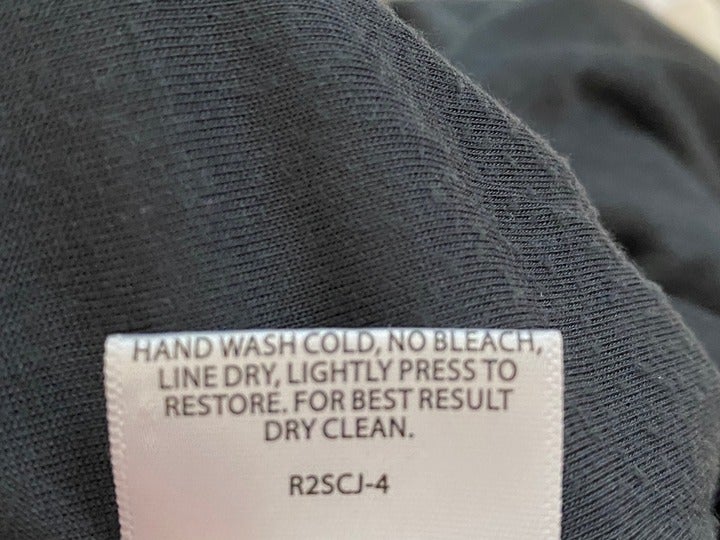 HAND WASH COLD, NO BLEACH,
LINE DRY, LIGHTLY PRESS TO
RESTORE. FOR BEST RESULT
DRY CLEAN.
R2SCJ-4